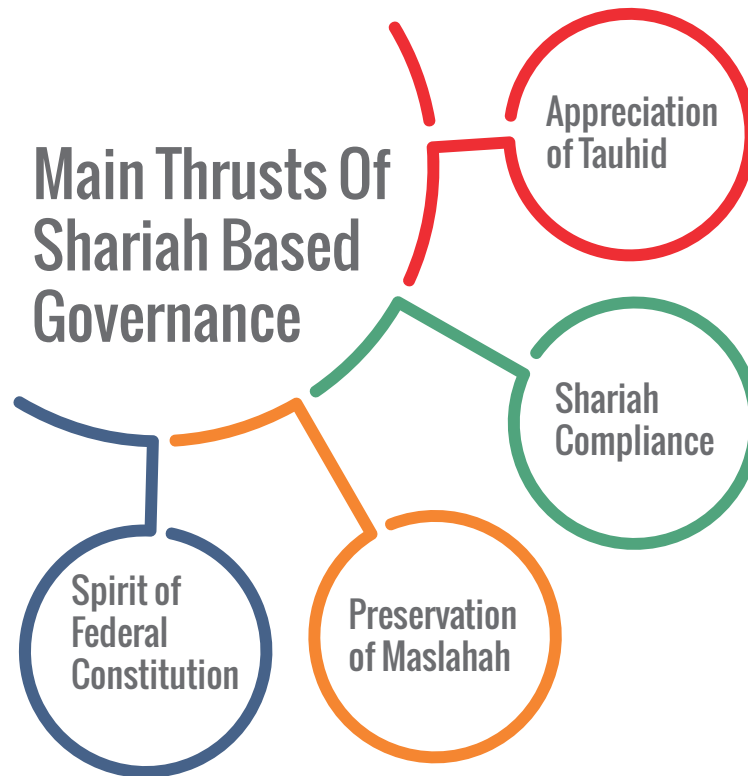 Main Thrusts Of
Shariah Based
Governance
Appreciation
of Tauhid
Shariah
Compliance
Preservation
of Maslahah
Spirit of
Federal
Constitution